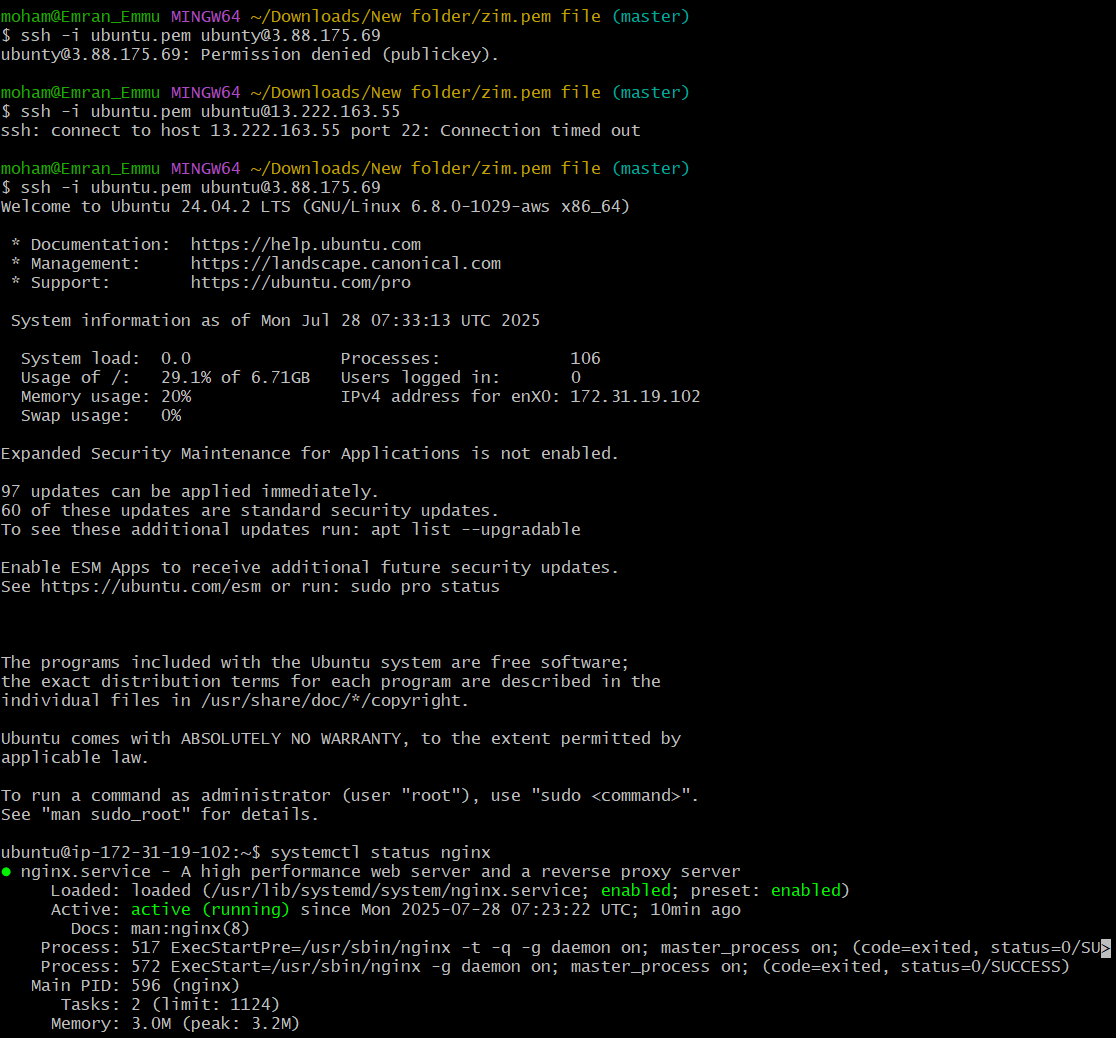 moham@Emran_Emmu MINGW64 ~/Downloads/New folder/zim.pem file (master)
$ ssh -i ubuntu.pem ubunty@3.88.175.69
ubunty@3.88.175.69: Permission denied (publickey).
moham@Emran_Emmu MINGW64 ~/Downloads/New folder/zim.pem file (master)
$ ssh -i ubuntu.pem ubuntu@13.222.163.55
ssh: connect to host 13.222.163.55 port 22: Connection timed out
moham@Emran_Emmu MINGW64 ~/Downloads/New folder/zim.pem file (master)
$ ssh -i ubuntu.pem ubuntu@3.88.175.69
Welcome to Ubuntu 24.04.2 LTS (GNU/Linux 6.8.0-1029-aws x86_64)
 * Documentation:  https://help.ubuntu.com
 * Management:     https://landscape.canonical.com
 * Support:        https://ubuntu.com/pro
 System information as of Mon Jul 28 07:33:13 UTC 2025
  System load:  0.0               Processes:             106
  Usage of /:   29.1% of 6.71GB   Users logged in:       0
  Memory usage: 20%               IPv4 address for enX0: 172.31.19.102
  Swap usage:   0%
Expanded Security Maintenance for Applications is not enabled.
97 updates can be applied immediately.
60 of these updates are standard security updates.
To see these additional updates run: apt list --upgradable
Enable ESM Apps to receive additional future security updates.
See https://ubuntu.com/esm or run: sudo pro status
The programs included with the Ubuntu system are free software;
the exact distribution terms for each program are described in the
individual files in /usr/share/doc/*/copyright.
Ubuntu comes with ABSOLUTELY NO WARRANTY, to the extent permitted by
applicable law.
To run a command as administrator (user "root"), use "sudo <command>".
See "man sudo_root" for details.
ubuntu@ip-172-31-19-102:~$ systemctl status nginx
● nginx.service - A high performance web server and a reverse proxy server
     Loaded: loaded (/usr/lib/systemd/system/nginx.service; enabled; preset: enabled)
     Active: active (running) since Mon 2025-07-28 07:23:22 UTC; 10min ago
       Docs: man:nginx(8)
    Process: 517 ExecStartPre=/usr/sbin/nginx -t -q -g daemon on; master_process on; (code=exited, status=0/SU>
    Process: 572 ExecStart=/usr/sbin/nginx -g daemon on; master_process on; (code=exited, status=0/SUCCESS)
   Main PID: 596 (nginx)
      Tasks: 2 (limit: 1124)
     Memory: 3.0M (peak: 3.2M)